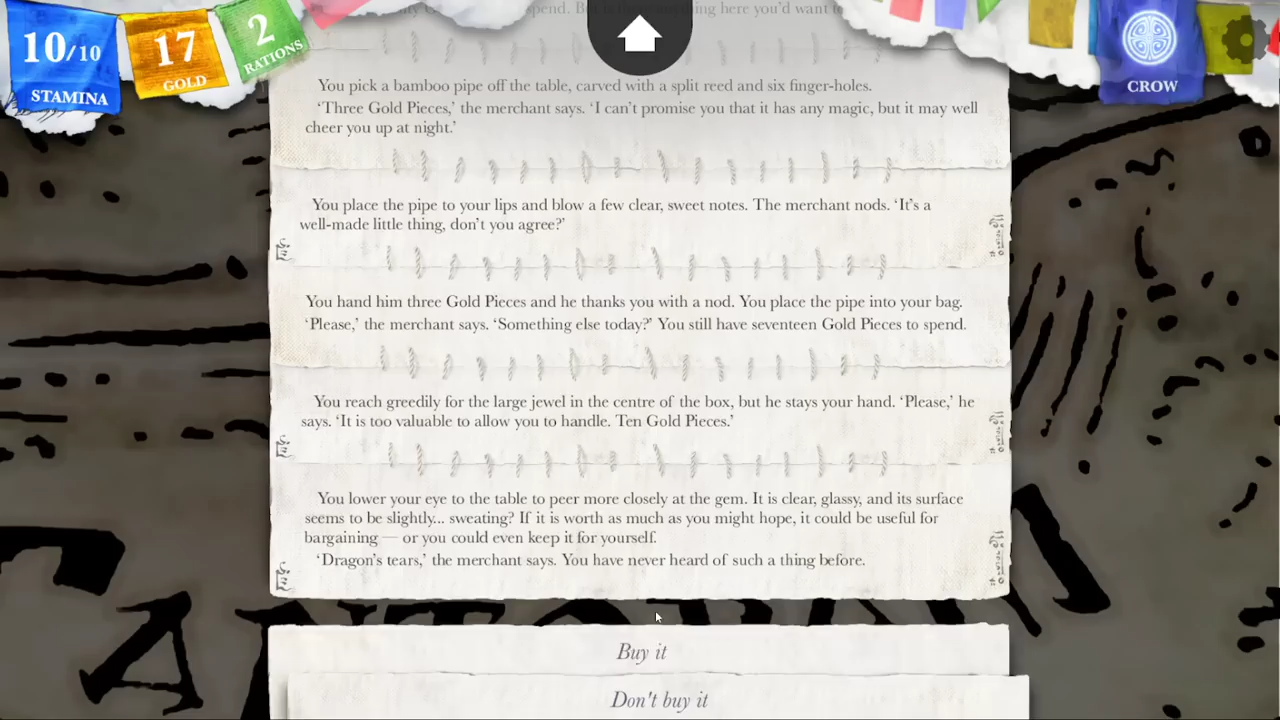 10/10
STAMINA
17
GOLD
2
RATIONS
CROW
You pick a bamboo pipe off the table, carved with a split reed and six finger-holes.
‘Three Gold Pieces,’ the merchant says. ‘I can’t promise you that it has any magic, but it may well
cheer you up at night.’
You place the pipe to your lips and blow a few clear, sweet notes. The merchant nods. ‘It’s a
well-made little thing, don’t you agree?’
You hand him three Gold Pieces and he thanks you with a nod. You place the pipe into your bag.
‘Please,’ the merchant says. ‘Something else today?’ You still have seventeen Gold Pieces to spend.
You reach greedily for the large jewel in the centre of the box, but he stays your hand. ‘Please,’ he
says. ‘It is too valuable to allow you to handle. Ten Gold Pieces.’
You lower your eye to the table to peer more closely at the gem. It is clear, glassy, and its surface
seems to be slightly... sweating? If it is worth as much as you might hope, it could be useful for
bargaining — or you could even keep it for yourself.
‘Dragon’s tears,’ the merchant says. You have never heard of such a thing before.
Buy it
Don't buy it